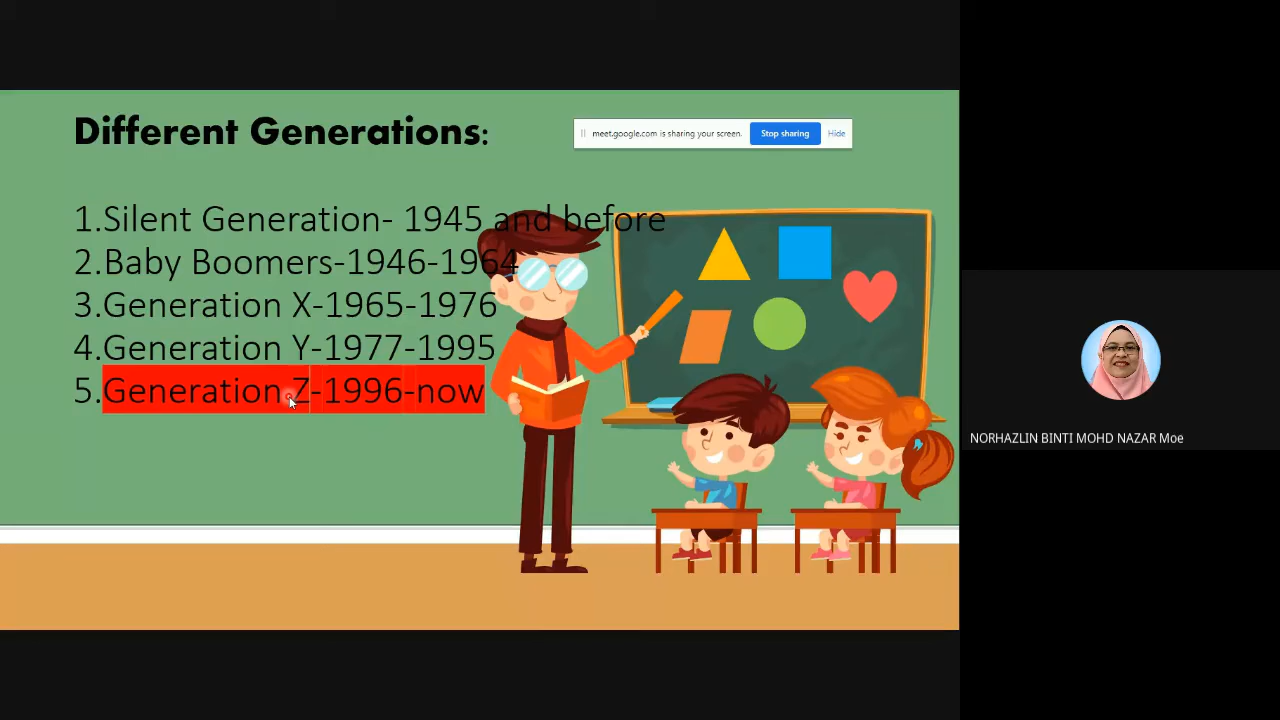 Different Generations:
meet.google.com is sharing your screen.
Stop sharing
Hide
1.Silent Generation- 1945 and before
2.Baby Boomers-1946-1964
3.Generation X-1965-1976
4.Generation Y-1977-1995
5.Generation Z-1996-now
NORHAZLIN BINTI MOHD NAZAR Moe